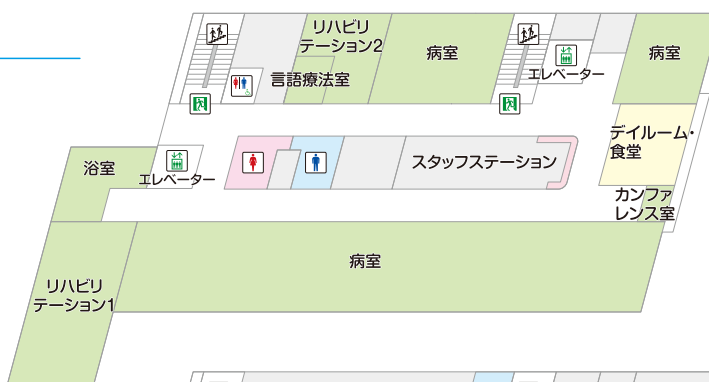 リハビリ
テーション2
病室
病室
エレベーター
言語療法室
デイルーム・
食堂
浴室
エレベーター
スタッフステーション
カンファ
レンス室
病室
リハビリ
テーション1